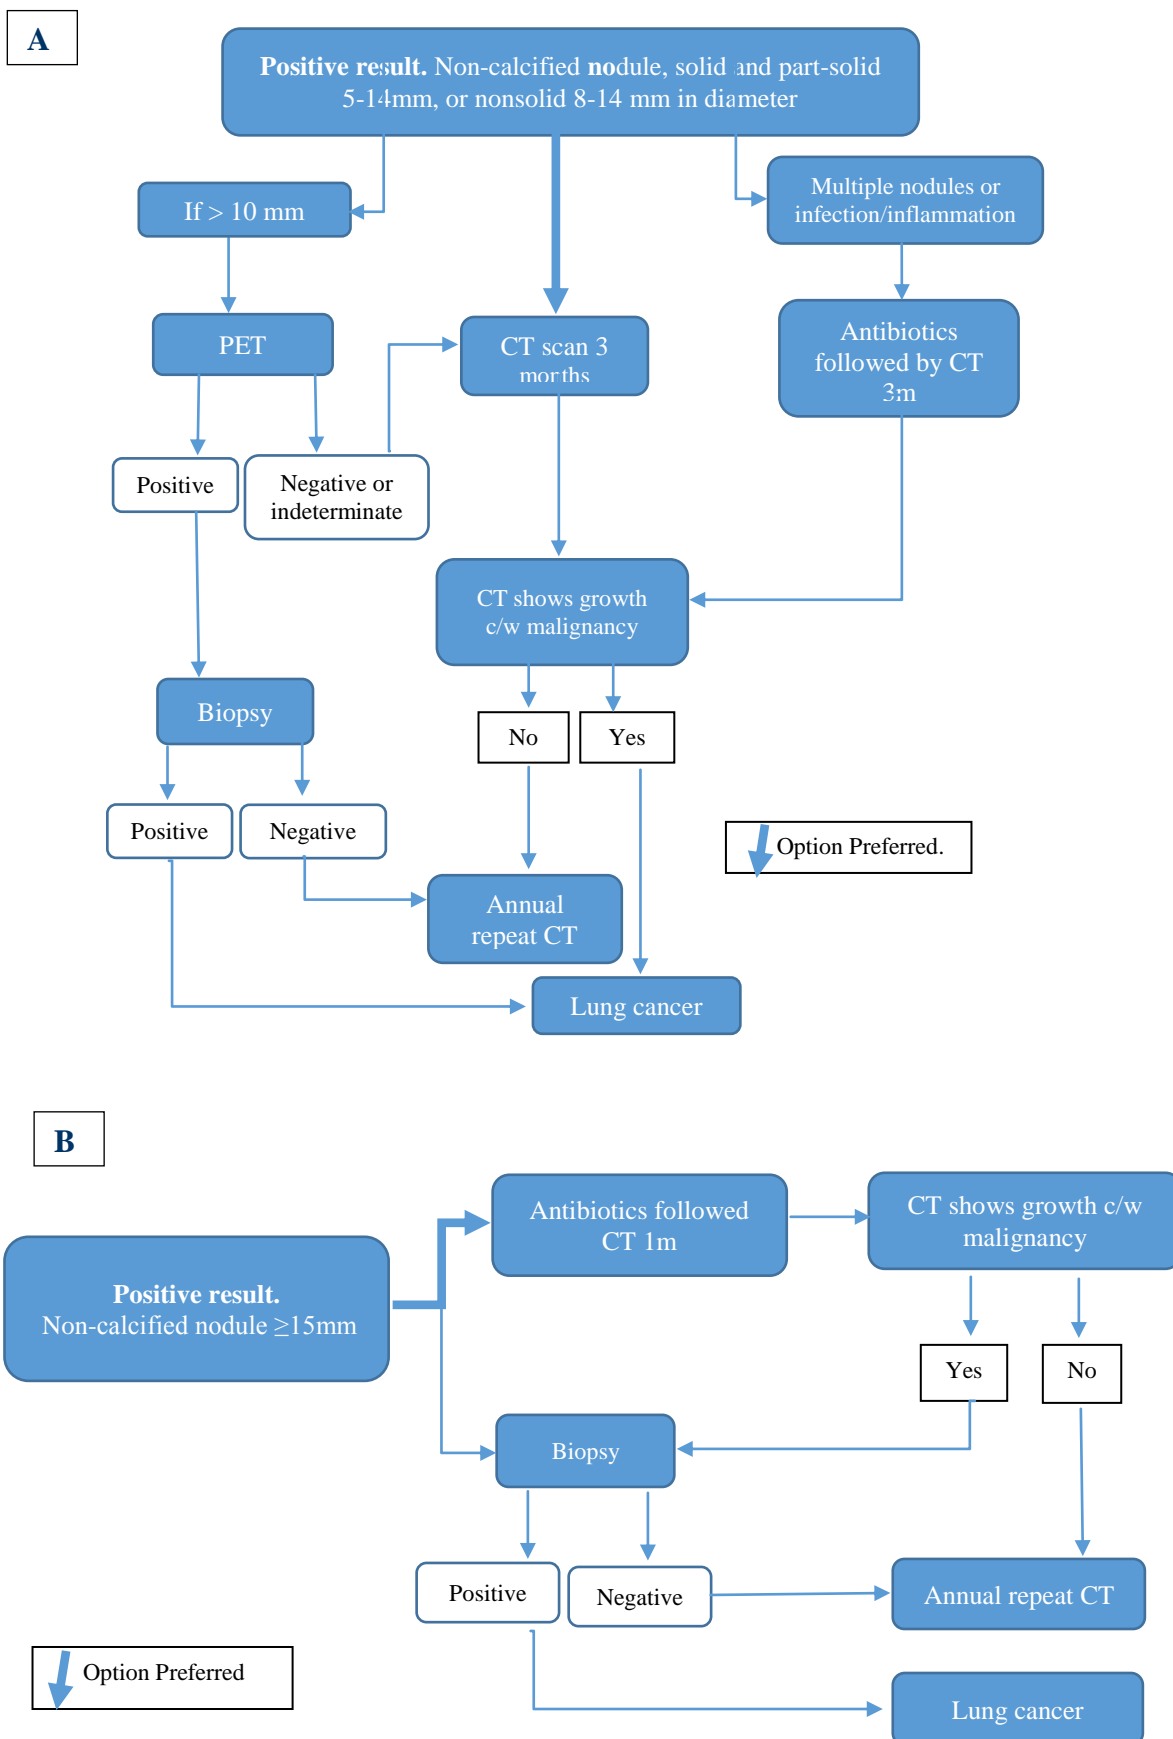 A
Positive result. Non-calcified nodule, solid and part-solid
5-14mm, or nonsolid 8-14 mm in diameter
If > 10 mm
Multiple nodules or
infection/inflammation
PET
CT scan 3
months
Antibiotics
followed by CT
3m
Positive
Negative or
indeterminate
CT shows growth
c/w malignancy
Biopsy
No
Yes
Positive
Negative
Option Preferred.
Annual
repeat CT
Lung cancer
B
Antibiotics followed
CT 1m
CT shows growth c/w
malignancy
Positive result.
Non-calcified nodule ≥15mm
Yes
No
Biopsy
Positive
Negative
Annual repeat CT
Option Preferred
Lung cancer